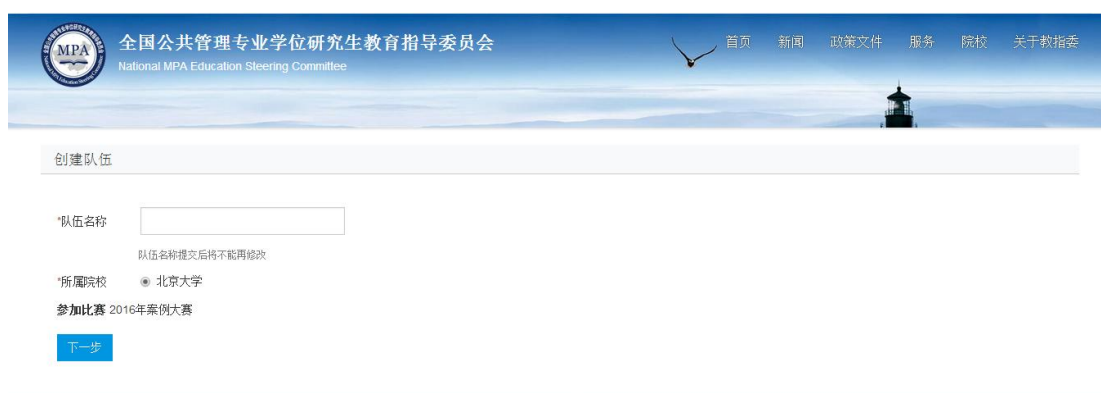 MPA
全国公共管理专业学位研究生教育指导委员会
National MPA Education Steering Committee
首页 新闻 政策文件 服务 院校 关于教指委
创建队伍
*队伍名称
队伍名称提交后将不能再修改
*所属院校 北京大学
参加比赛 2016年案例大赛
下一步